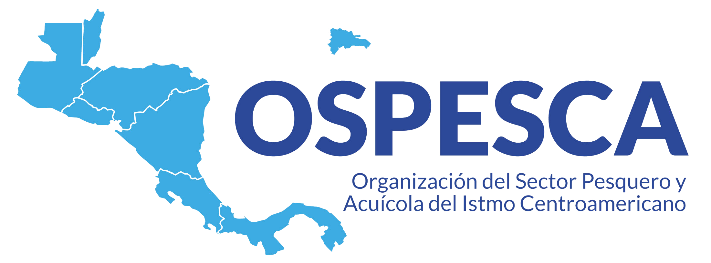 OSPESCA
Organización del Sector Pesquero y
Acuícola del Istmo Centroamericano